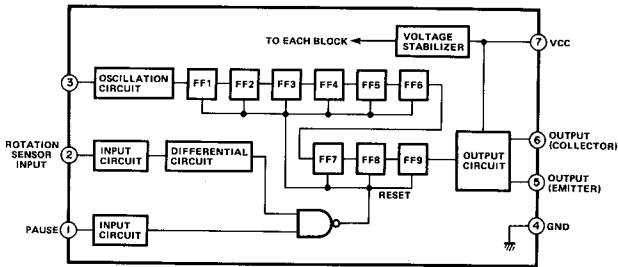 TO EACH BLOCK
VOLTAGE
STABILIZER
7
VCC
3
OSCILLATION
CIRCUIT
FF1
FF2
FF3
FF4
FF5
FF6
ROTATION
SENSOR
INPUT
2
INPUT
CIRCUIT
DIFFERENTIAL
CIRCUIT
FF7
FF8
FF9
RESET
OUTPUT
CIRCUIT
6
OUTPUT
(COLLECTOR)
5
OUTPUT
(EMITTER)
PAUSE
1
INPUT
CIRCUIT
4
GND